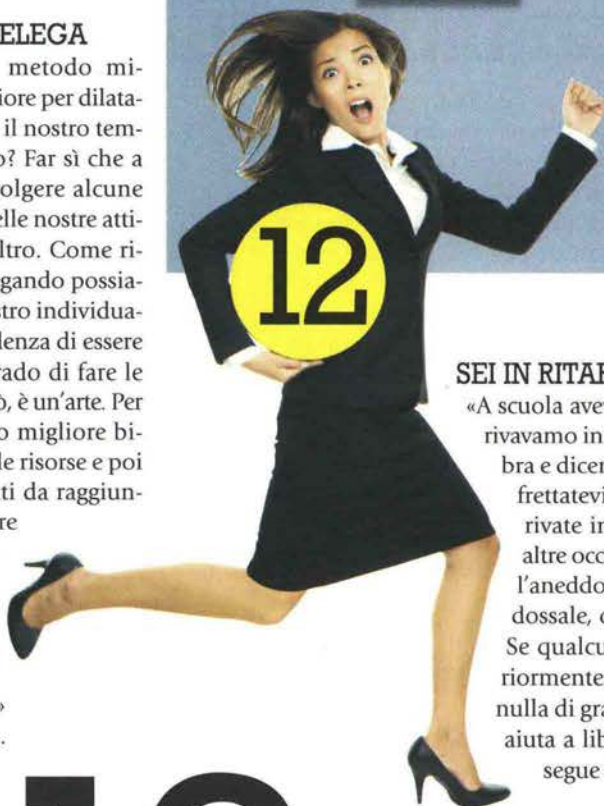 ELEGA
metodo mi-
iore per dilata-
il nostro tem-
o? Far sì che a
olgere alcune
elle nostre atti-
ltro. Come ri-
gando possia-
stro individua-
denza di essere
ado di fare le
ò, è un'arte. Per
o migliore bi-
le risorse e poi
ti da raggiun-
re
»
.
12
SEI IN RITAR
«A scuola ave
rivavamo in
bra e dicen
frettatevi
rivate in
altre occ
l'aneddo
dossale, c
Se qualcu
riormente
nulla di gra
aiuta a lib
segue